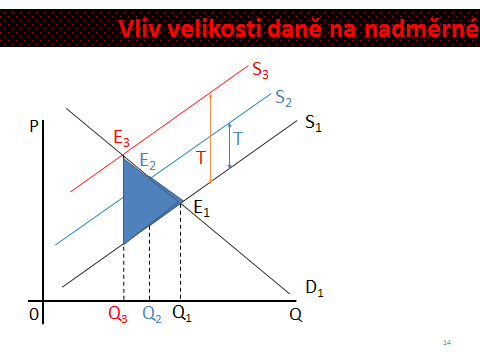 Vliv velikosti daně na nadměrné
S3
S2
P
S1
E3
T
E2
T
E1
D1
0
Q3
Q2
Q1
Q
14